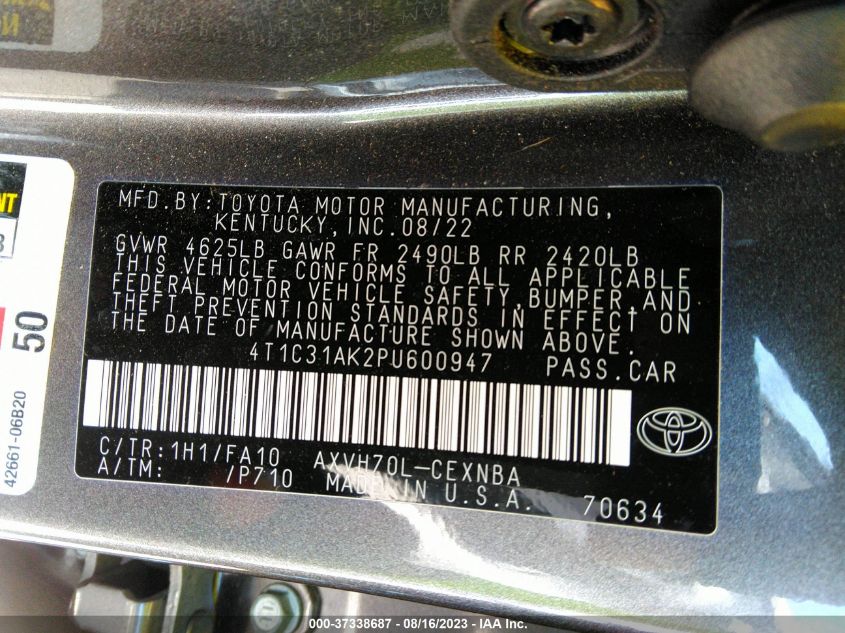 MFD.BY:TOYOTA MOTOR MANUFACTURING,
KENTUCKY, INC. 08/22
GVWR 4625LB GAWR FR 2490LB RR 2420LB
THIS VEHICLE CONFORMS TO ALL APPLICABLE
FEDERAL MOTOR VEHICLE SAFETY,BUMPER,AND
THEFT PREVENTION STANDARDS IN EFFECT ON
THE DATE OF MANUFACTURE SHOWN ABOVE.
4T1C31AK2PU600947 PASS.CAR
C/TR:1H1/FA10 AXVH70L-CEXNBA
A/TM: /P710 MADE IN U.S.A. 70634
50
42661-06B20
000-37338687 - 08/16/2023 - IAA Inc.